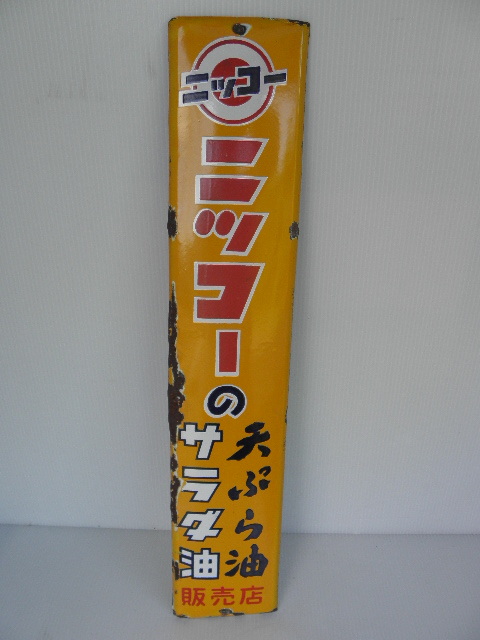 ニッコー
ニッコーの
天ぷら油
サラダ油
販売店